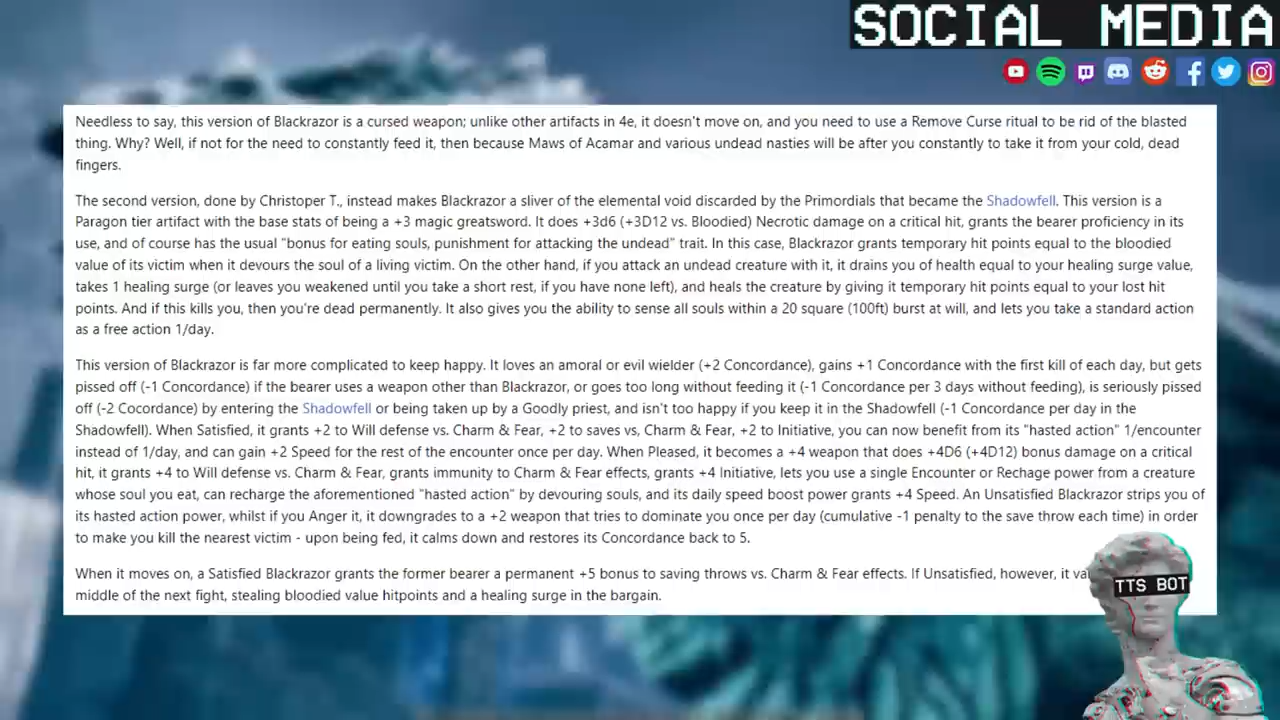 SOCIAL MEDIA
Needless to say, this version of Blackrazor is a cursed weapon; unlike other artifacts in 4e, it doesn't move on, and you need to use a Remove Curse ritual to be rid of the blasted
thing. Why? Well, if not for the need to constantly feed it, then because Maws of Acamar and various undead nasties will be after you constantly to take it from your cold, dead
fingers.
The second version, done by Christoper T., instead makes Blackrazor a sliver of the elemental void discarded by the Primordials that became the Shadowfell. This version is a
Paragon tier artifact with the base stats of being a +3 magic greatsword. It does +3d6 (+3D12 vs. Bloodied) Necrotic damage on a critical hit, grants the bearer proficiency in its
use, and of course has the usual "bonus for eating souls, punishment for attacking the undead" trait. In this case, Blackrazor grants temporary hit points equal to the bloodied
value of its victim when it devours the soul of a living victim. On the other hand, if you attack an undead creature with it, it drains you of health equal to your healing surge value,
takes 1 healing surge (or leaves you weakened until you take a short rest, if you have none left), and heals the creature by giving it temporary hit points equal to your lost hit
points. And if this kills you, then you're dead permanently. It also gives you the ability to sense all souls within a 20 square (100ft) burst at will, and lets you take a standard action
as a free action 1/day.
This version of Blackrazor is far more complicated to keep happy. It loves an amoral or evil wielder (+2 Concordance), gains +1 Concordance with the first kill of each day, but gets
pissed off (-1 Concordance) if the bearer uses a weapon other than Blackrazor, or goes too long without feeding it (-1 Concordance per 3 days without feeding), is seriously pissed
off (-2 Cocordance) by entering the Shadowfell or being taken up by a Goodly priest, and isn't too happy if you keep it in the Shadowfell (-1 Concordance per day in the
Shadowfell). When Satisfied, it grants +2 to Will defense vs. Charm & Fear, +2 to saves vs, Charm & Fear, +2 to Initiative, you can now benefit from its "hasted action" 1/encounter
instead of 1/day, and can gain +2 Speed for the rest of the encounter once per day. When Pleased, it becomes a +4 weapon that does +4D6 (+4D12) bonus damage on a critical
hit, it grants +4 to Will defense vs. Charm & Fear, grants immunity to Charm & Fear effects, grants +4 Initiative, lets you use a single Encounter or Rechage power from a creature
whose soul you eat, can recharge the aforementioned "hasted action" by devouring souls, and its daily speed boost power grants +4 Speed. An Unsatisfied Blackrazor strips you of
its hasted action power, whilst if you Anger it, it downgrades to a +2 weapon that tries to dominate you once per day (cumulative -1 penalty to the save throw each time) in order
to make you kill the nearest victim - upon being fed, it calms down and restores its Concordance back to 5.
When it moves on, a Satisfied Blackrazor grants the former bearer a permanent +5 bonus to saving throws vs. Charm & Fear effects. If Unsatisfied, however, it
middle of the next fight, stealing bloodied value hitpoints and a healing surge in the bargain.
TTS BOT